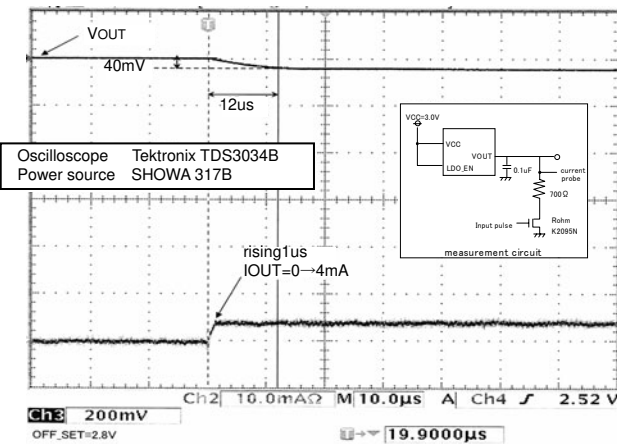 VOUT
40mV
12us
Oscilloscope Tektronix TDS3034B
Power source SHOWA 317B
VCC=3.0V
VCC
VOUT
LDO_EN
0.1uF
current
probe
700Ω
Input pulse
Rohm
K2095N
measurement circuit
rising1us
IOUT=0→4mA
Ch2 10.0mAΩ M 10.0µs A Ch4 2.52 V
Ch3 200mV
OFF_SET=2.8V
19.9000µs